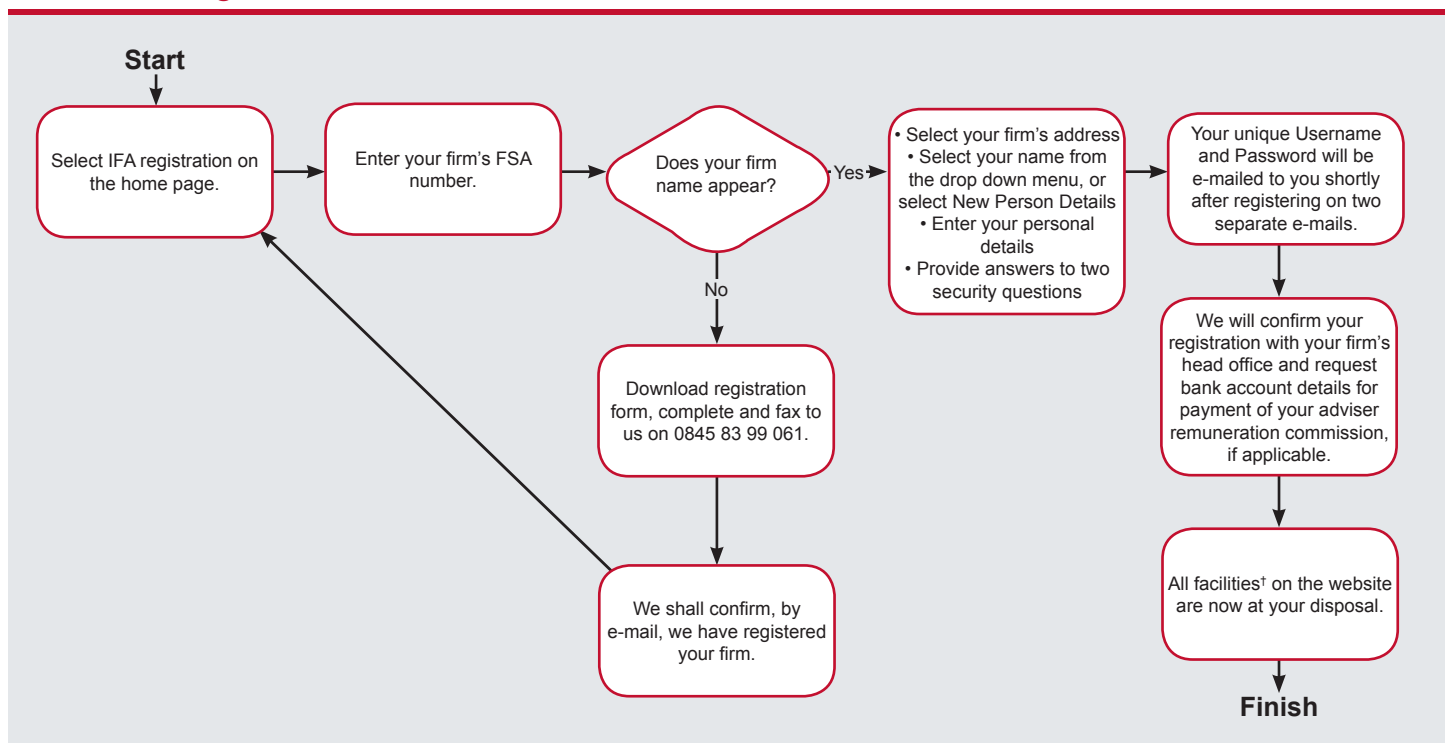 Start
Select IFA registration on
the home page.
Enter your firm's FSA
number.
Does your firm
name appear?
Yes
No
• Select your firm's address
• Select your name from
the drop down menu, or
select New Person Details
• Enter your personal
details
• Provide answers to two
security questions
Your unique Username
and Password will be
e-mailed to you shortly
after registering on two
separate e-mails.
Download registration
form, complete and fax to
us on 0845 83 99 061.
We shall confirm, by
e-mail, we have registered
your firm.
We will confirm your
registration with your firm's
head office and request
bank account details for
payment of your adviser
remuneration commission,
if applicable.
All facilities† on the website
are now at your disposal.
Finish